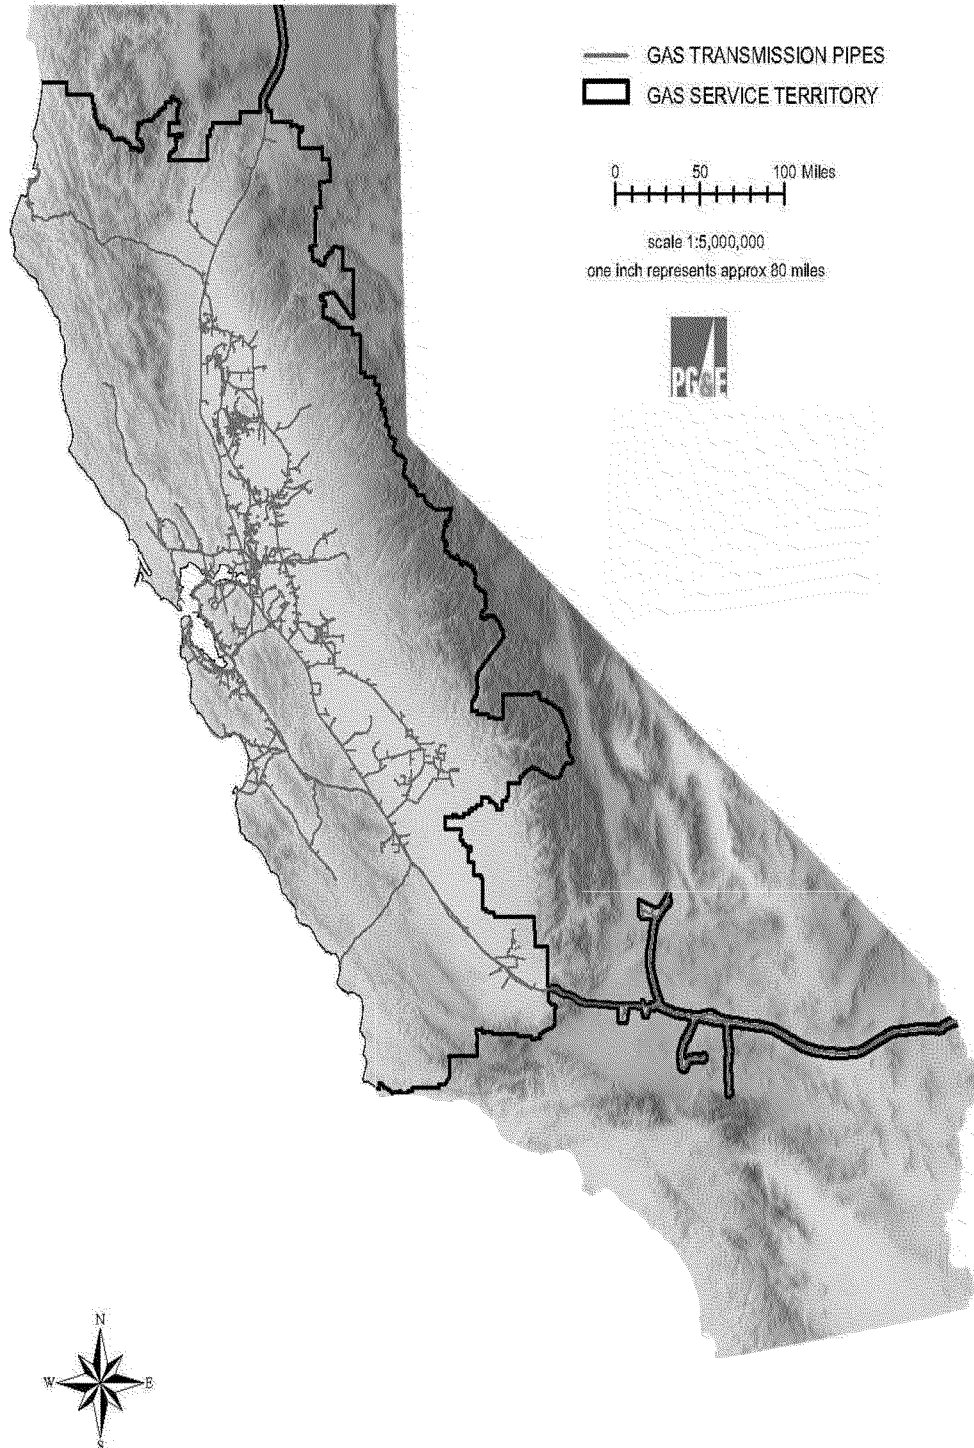 GAS TRANSMISSION PIPES
GAS SERVICE TERRITORY
0 50 100 Miles
scale 1:5,000,000
one inch represents approx 80 miles
PG&E
N
W E
S